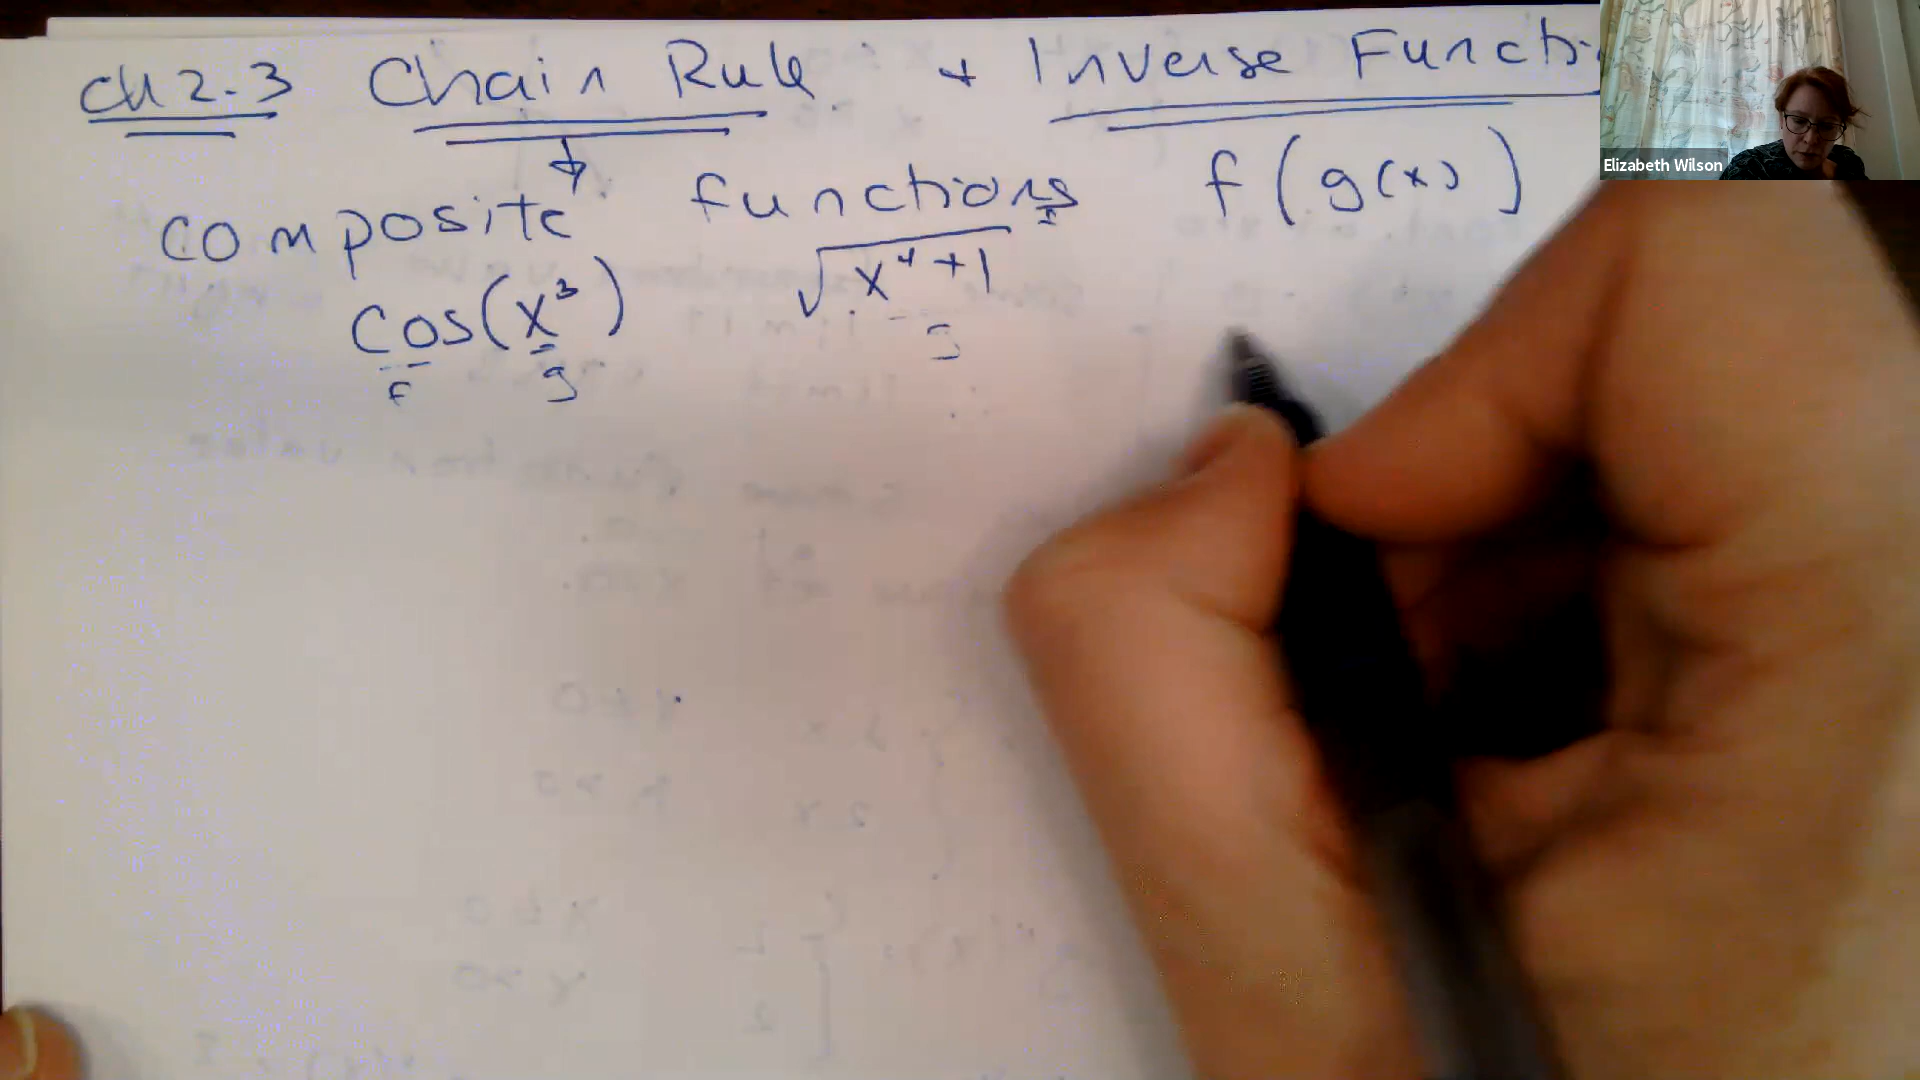 Ch 2.3 Chain Rule + Inverse Functi
composite functions f(g(x))
cos(x³) √x⁴+1
f g g
Elizabeth Wilson